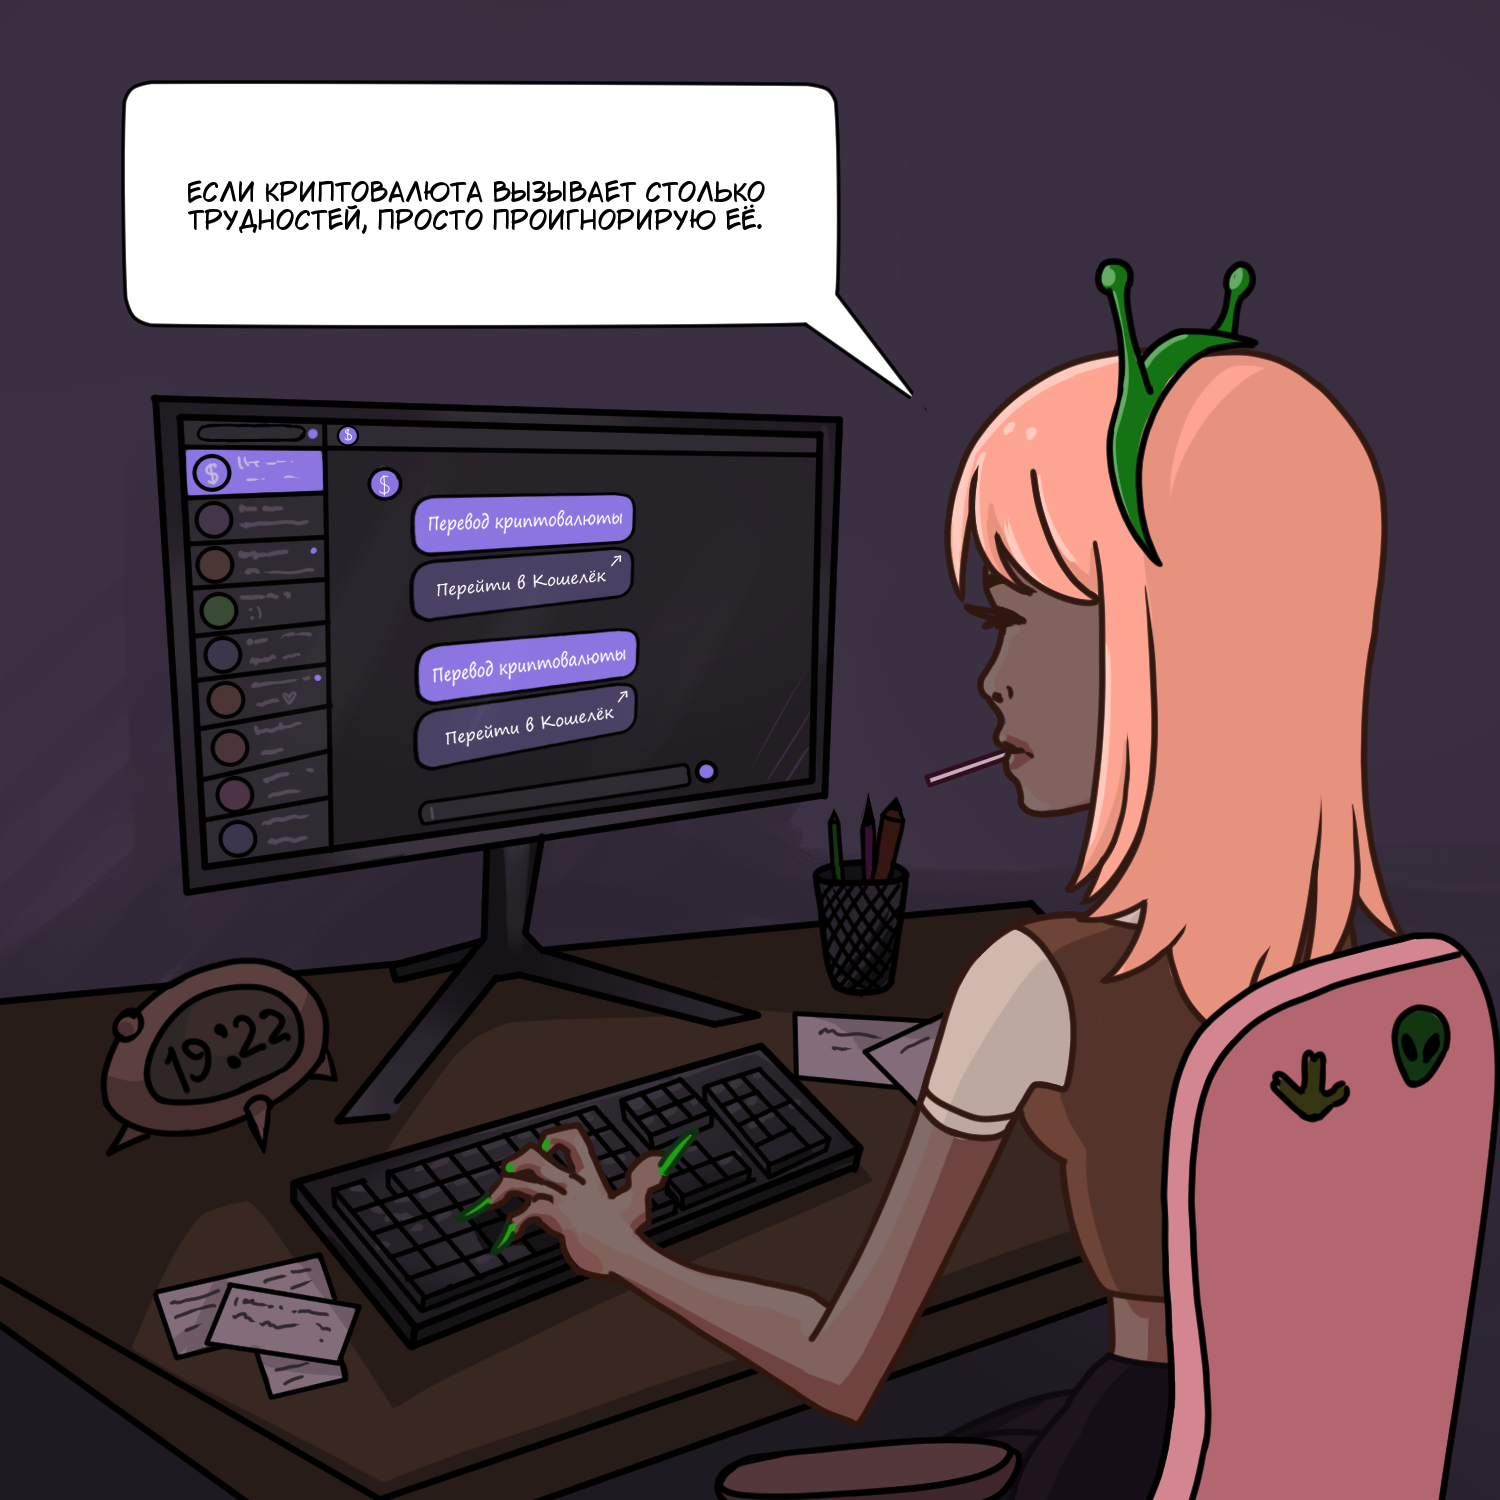 ЕСЛИ КРИПТОВАЛЮТА ВЫЗЫВАЕТ СТОЛЬКО
ТРУДНОСТЕЙ, ПРОСТО ПРОИГНОРИРУЮ ЕЁ.
$
$
$
Перевод криптовалюты
Перейти в Кошелёк
:)
Перевод криптовалюты
Перейти в Кошелёк
19:22